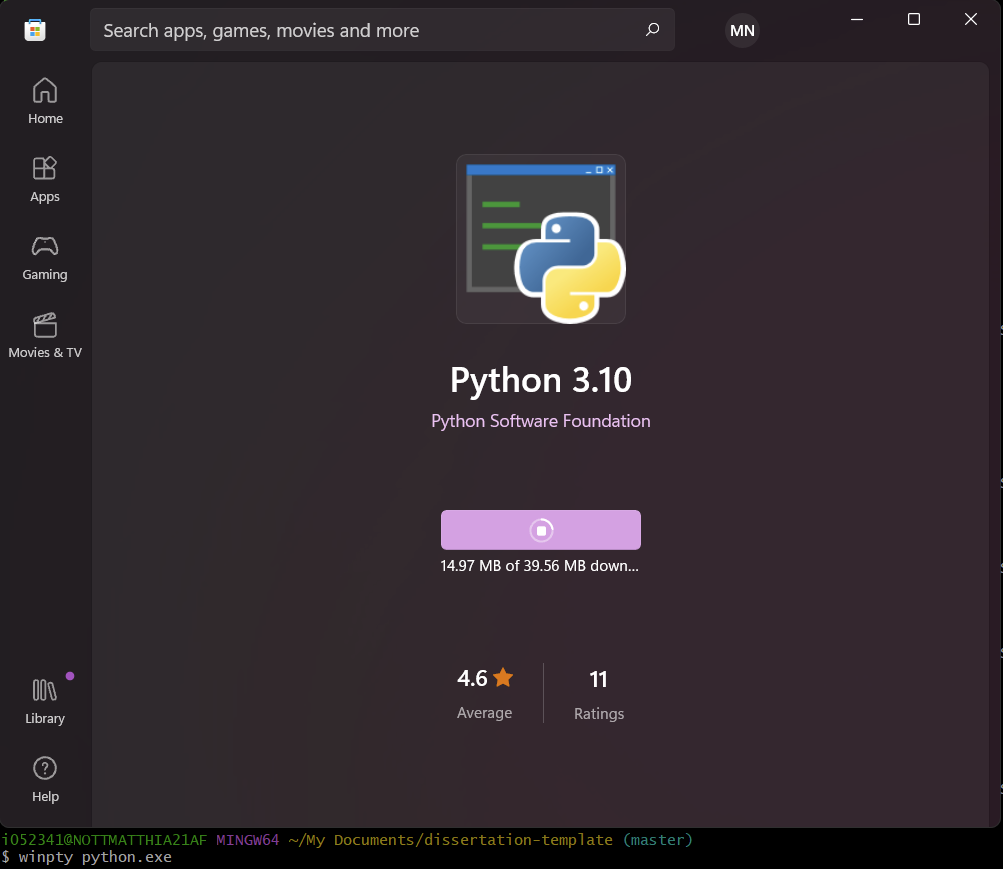 Search apps, games, movies and more
MN
Home
Apps
Gaming
Movies & TV
Python 3.10
Python Software Foundation
14.97 MB of 39.56 MB down...
4.6
Average
11
Ratings
Library
Help
i052341@NOTTMATTHIA21AF MINGW64 ~/My Documents/dissertation-template (master)
$ winpty python.exe